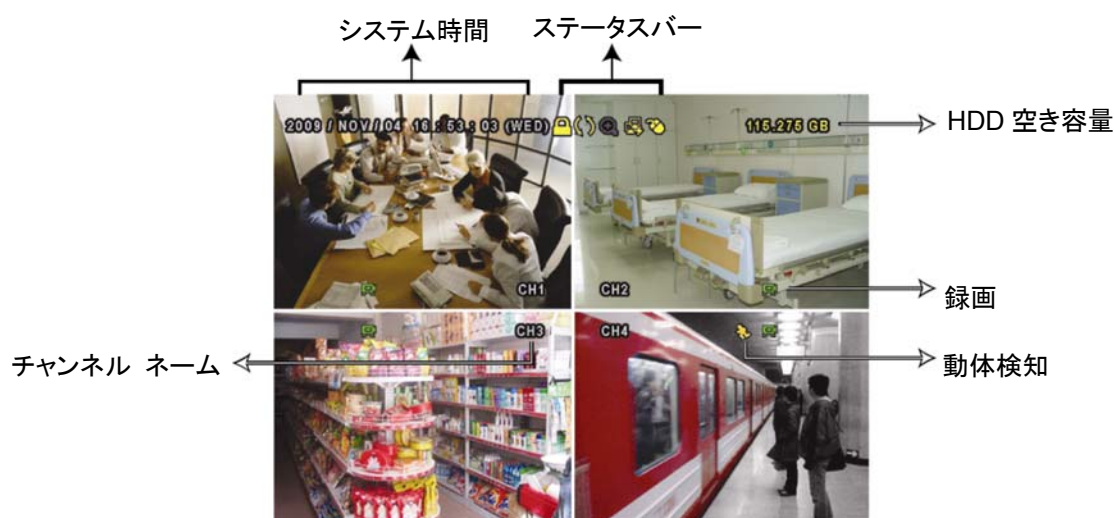 システム時間 ステータスバー
2009 / NOV / 04 16 : 53 : 03 (WED) 115.275 GB
HDD 空き容量
CH1 CH2
録画
CH3 CH4
チャンネル ネーム
動体検知